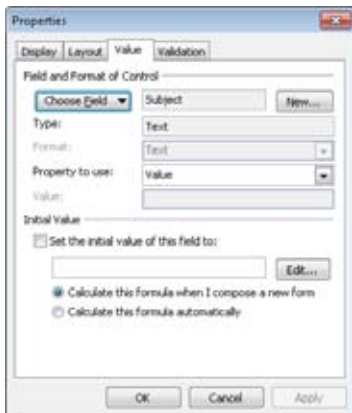 Properties
Display Layout Value Validation
Field and Format of Control
Choose Field Subject New...
Type: Text
Format: Text
Property to use: Value
Value:
Initial Value
Set the initial value of this field to:
Edit...
Calculate this formula when I compose a new form
Calculate this formula automatically
OK Cancel Apply